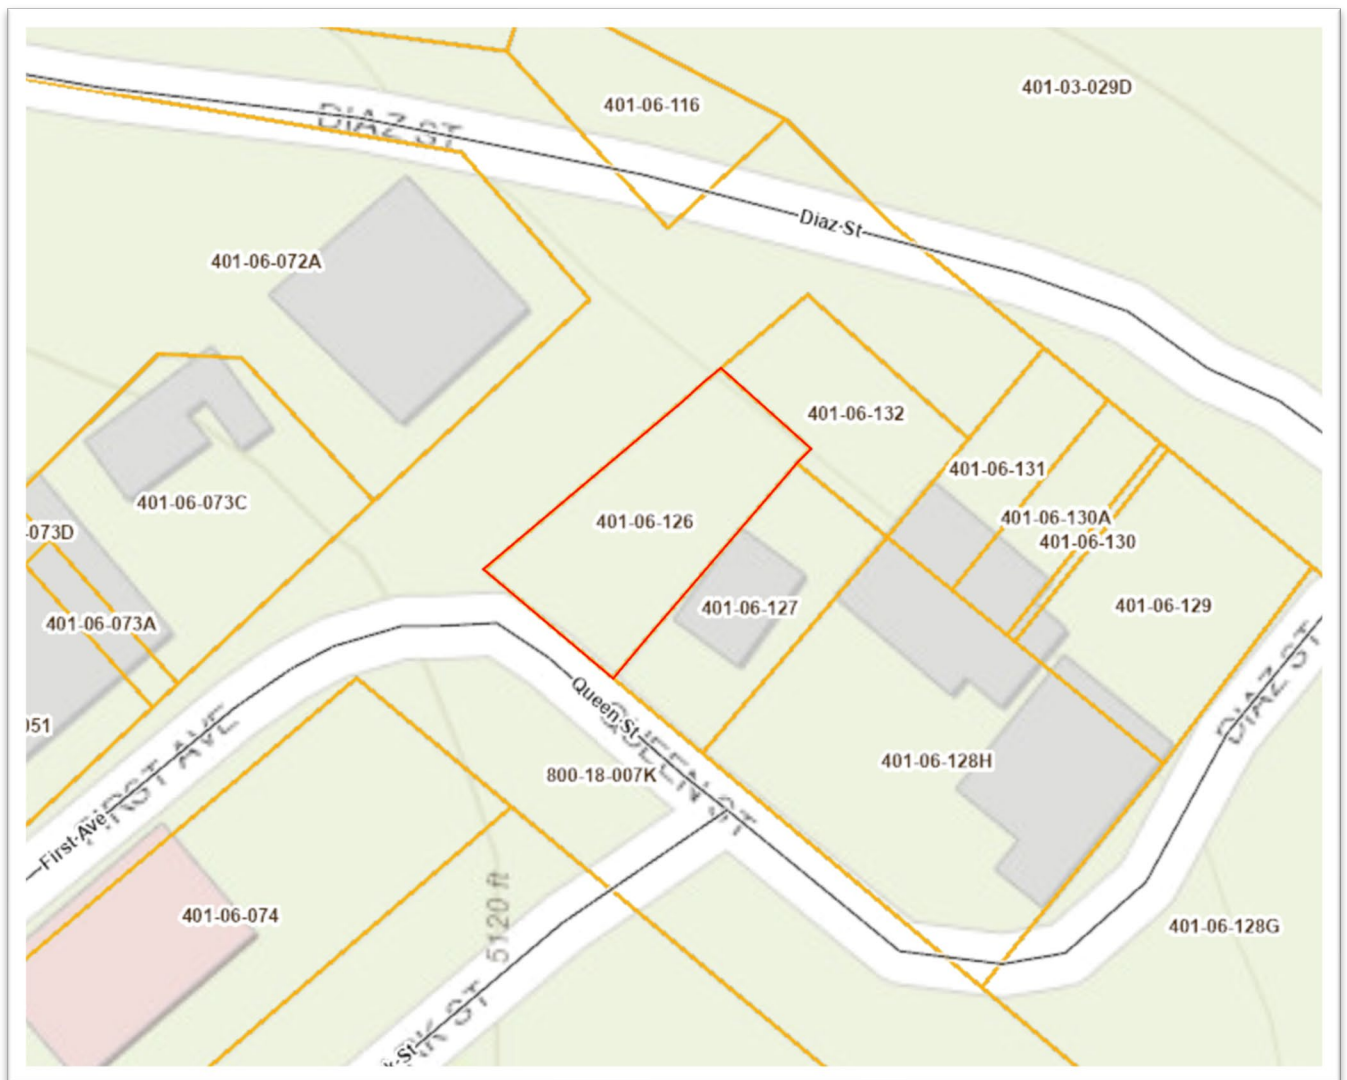 401-03-029D
401-06-116
DIAZ ST
Diaz St
401-06-072A
401-06-132
401-06-131
401-06-073C
401-06-130A
401-06-126
-073D
401-06-130
401-06-129
401-06-127
401-06-073A
DIAZ ST
Queen St
QUEEN ST
051
FIRST AVE
401-06-128H
800-18-007K
First Ave
401-06-074
5120 ft
401-06-128G